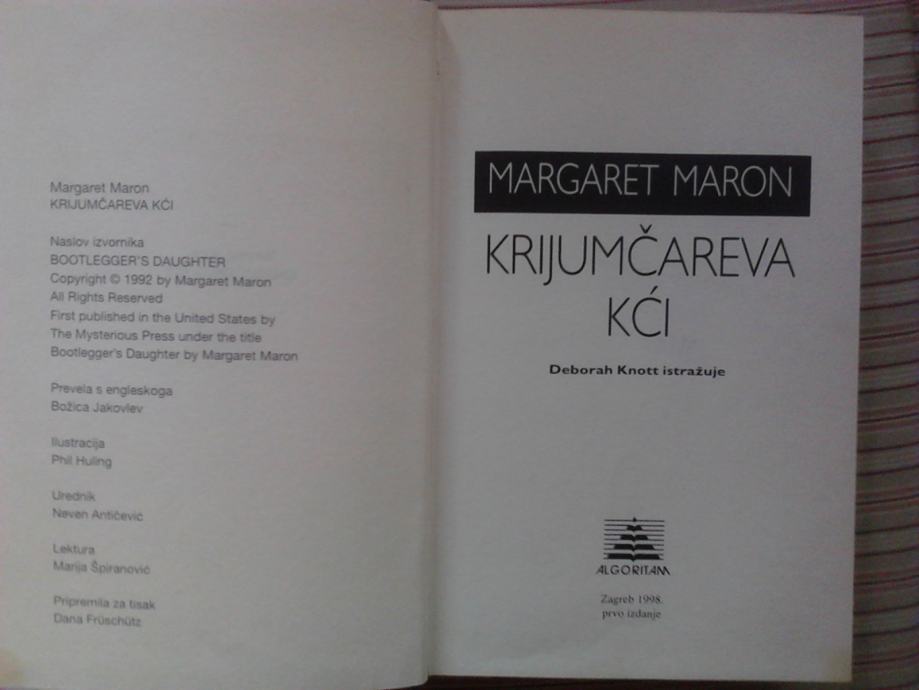 Margaret Maron
KRIJUMČAREVA KĆI
Naslov izvornika
BOOTLEGGER'S DAUGHTER
Copyright © 1992 by Margaret Maron
All Rights Reserved
First published in the United States by
The Mysterious Press under the title
Bootlegger's Daughter by Margaret Maron
Prevela s engleskoga
Božica Jakovlev
Ilustracija
Phil Huling
Urednik
Neven Antičević
Lektura
Marija Špiranović
Pripremila za tisak
Dana Früschütz
MARGARET MARON
KRIJUMČAREVA
KĆI
Deborah Knott istražuje
ALGORITAM
Zagreb 1998.
prvo izdanje